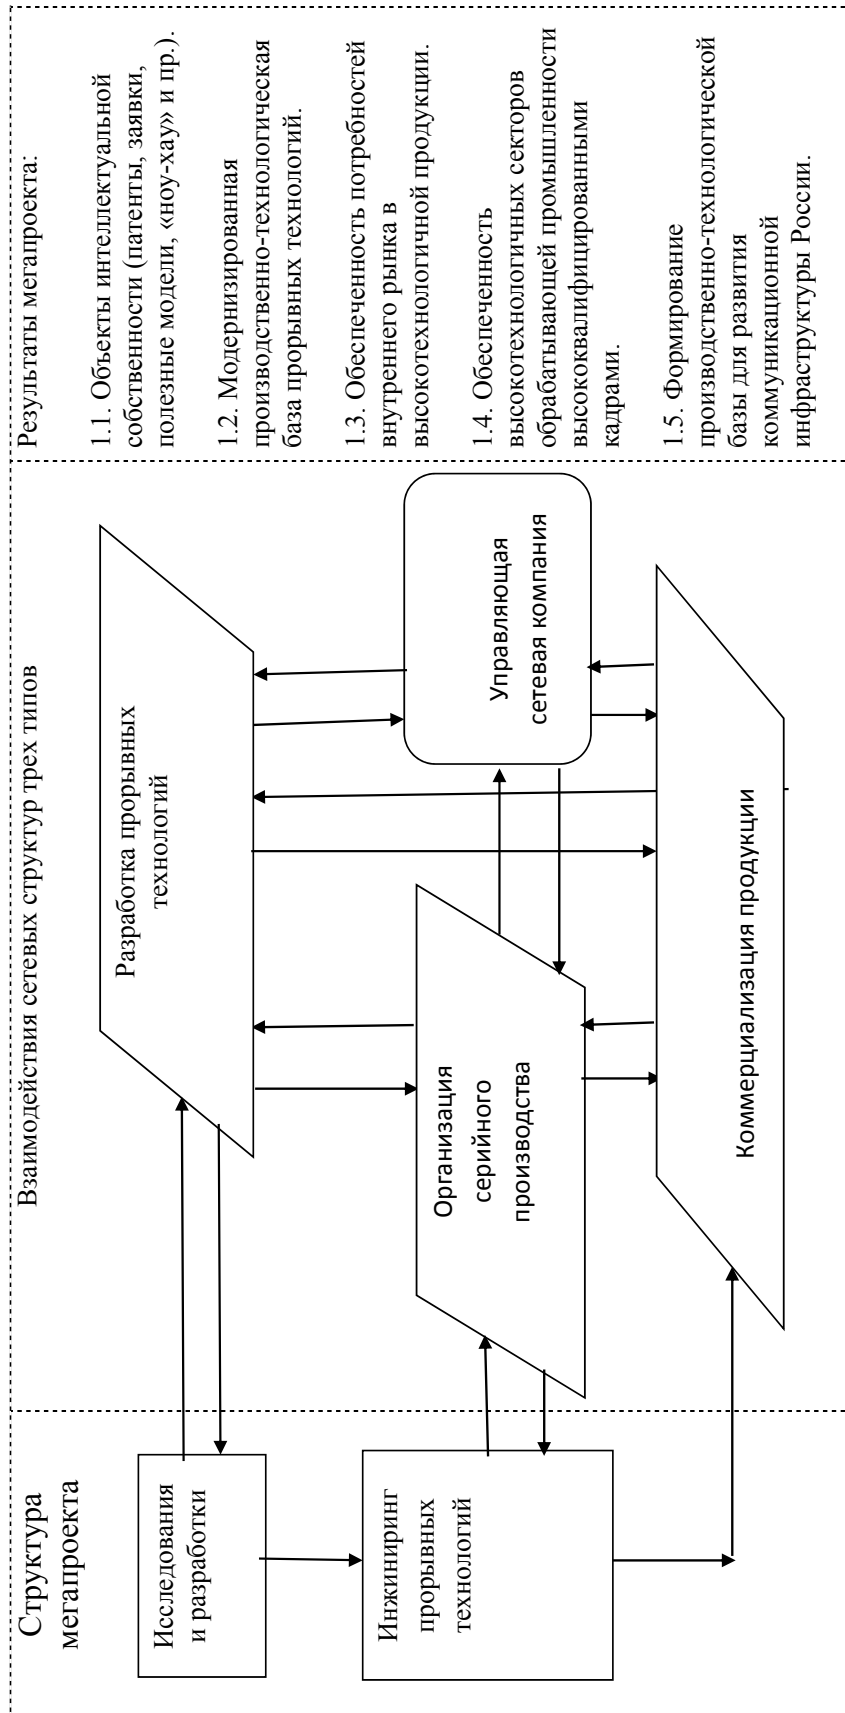 Структура
мегапроекта
Исследования
и разработки
Инжиниринг
прорывных
технологий
Взаимодействия сетевых структур трех типов
Разработка прорывных
технологий
Организация
серийного
производства
Управляющая
сетевая компания
Коммерциализация продукции
Результаты мегапроекта:
1.1. Объекты интеллектуальной
собственности (патенты, заявки,
полезные модели, «ноу-хау» и пр.).
1.2. Модернизированная
производственно-технологическая
база прорывных технологий.
1.3. Обеспеченность потребностей
внутреннего рынка в
высокотехнологичной продукции.
1.4. Обеспеченность
высокотехнологичных секторов
обрабатывающей промышленности
высококвалифицированными
кадрами.
1.5. Формирование
производственно-технологической
базы для развития
коммуникационной
инфраструктуры России.